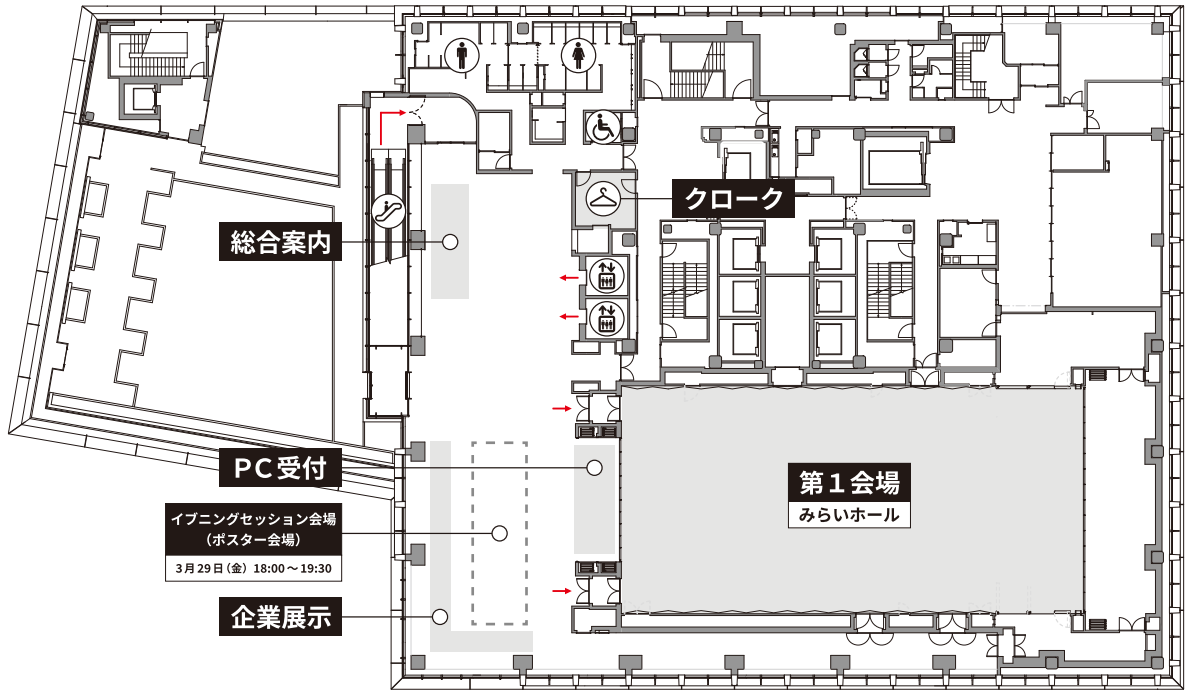 クローク
総合案内
PC受付
第1会場
みらいホール
イブニングセッション会場
(ポスター会場)
3月29日(金) 18:00〜19:30
企業展示